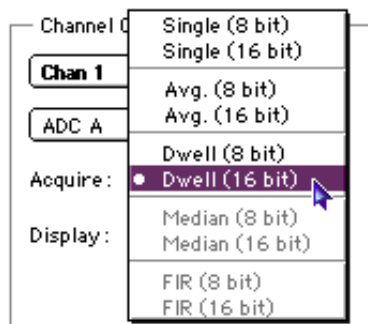 Channel C
Single (8 bit)
Single (16 bit)
Chan 1
Avg. (8 bit)
Avg. (16 bit)
ADC A
Dwell (8 bit)
Acquire:
Dwell (16 bit)
Display:
Median (8 bit)
Median (16 bit)
FIR (8 bit)
FIR (16 bit)